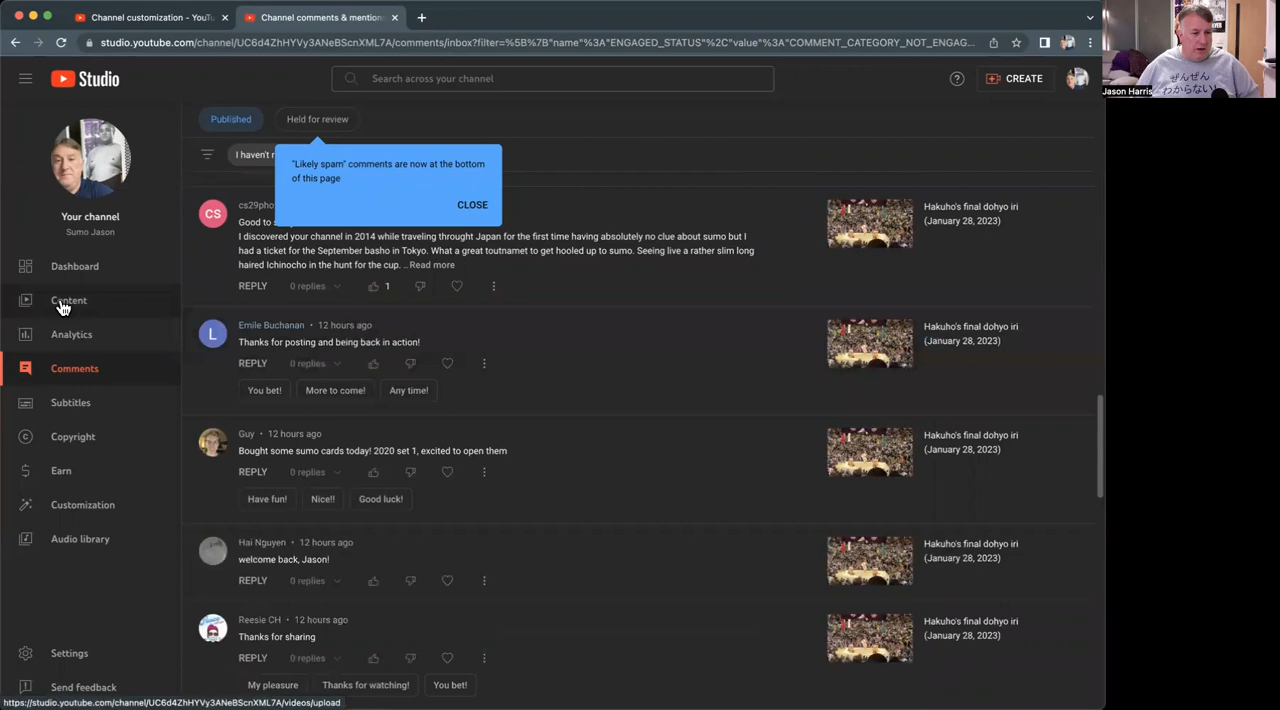 Channel customization - YouTu
Channel comments & mention
studio.youtube.com/channel/UC6d4ZhHYVy3ANeBScnXML7A/comments/inbox?filter=%5B%7B"name"%3A"ENGAGED_STATUS"%2C"value"%3A"COMMENT_CATEGORY_NOT_ENGAG...
Studio
Search across your channel
CREATE
ぜんぜん
わからない!
Jason Harris
Published
Held for review
I haven't r
"Likely spam" comments are now at the bottom
of this page
CLOSE
Your channel
Sumo Jason
Dashboard
Content
Analytics
Comments
Subtitles
Copyright
Earn
Customization
Audio library
Settings
Send feedback
CS
cs29pho
Good to s
I discovered your channel in 2014 while traveling throught Japan for the first time having absolutely no clue about sumo but I
had a ticket for the September basho in Tokyo. What a great toutnamet to get hooled up to sumo. Seeing live a rather slim long
haired Ichinocho in the hunt for the cup. ... Read more
REPLY 0 replies 1
Hakuho's final dohyo iri
(January 28, 2023)
L
Emile Buchanan • 12 hours ago
Thanks for posting and being back in action!
REPLY 0 replies
You bet! More to come! Any time!
Hakuho's final dohyo iri
(January 28, 2023)
Guy • 12 hours ago
Bought some sumo cards today! 2020 set 1, excited to open them
REPLY 0 replies
Have fun! Nice!! Good luck!
Hakuho's final dohyo iri
(January 28, 2023)
Hai Nguyen • 12 hours ago
welcome back, Jason!
REPLY 0 replies
Hakuho's final dohyo iri
(January 28, 2023)
Reesie CH • 12 hours ago
Thanks for sharing
REPLY 0 replies
My pleasure Thanks for watching! You bet!
Hakuho's final dohyo iri
(January 28, 2023)
https://studio.youtube.com/channel/UC6d4ZhHYVy3ANeBScnXML7A/videos/upload